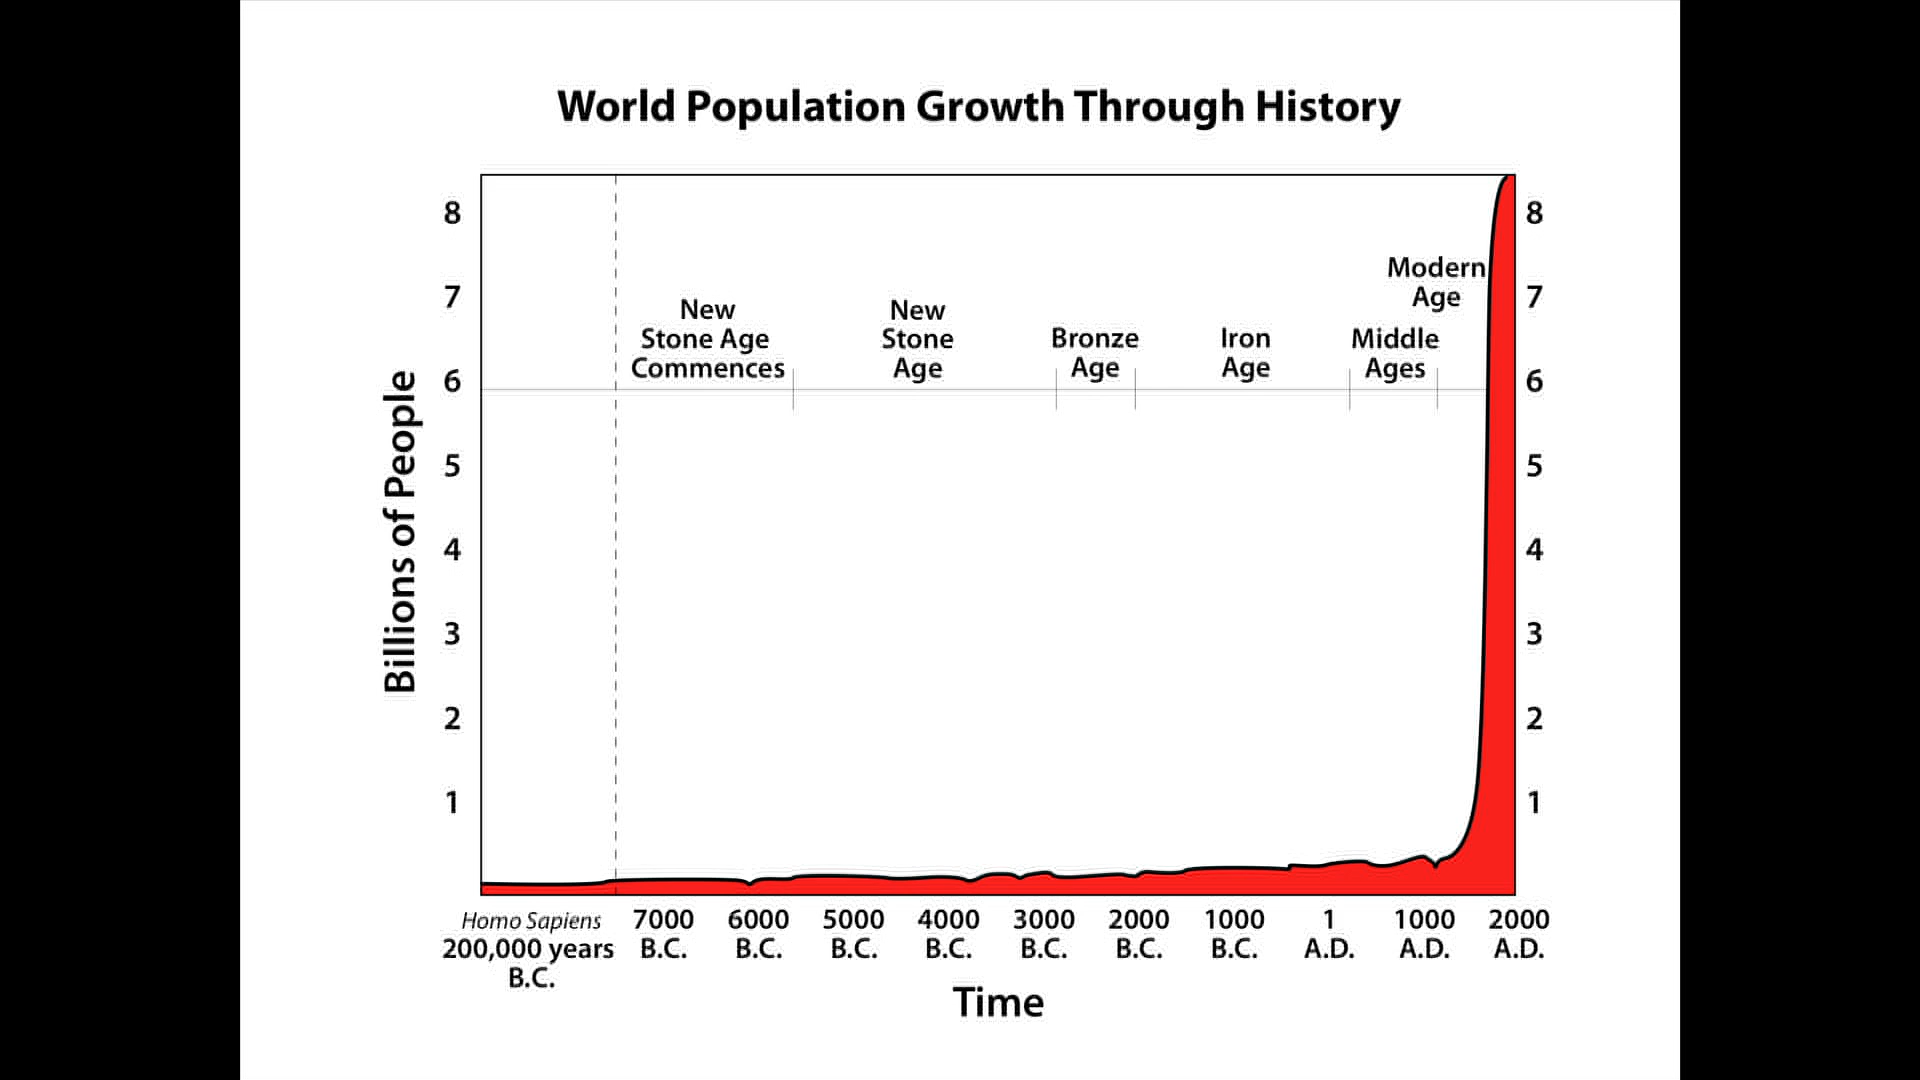 World Population Growth Through History
Billions of People
8
7
6
5
4
3
2
1
New
Stone Age
Commences
New
Stone
Age
Bronze
Age
Iron
Age
Middle
Ages
Modern
Age
8
7
6
5
4
3
2
1
Homo Sapiens
200,000 years
B.C.
7000
B.C.
6000
B.C.
5000
B.C.
4000
B.C.
3000
B.C.
2000
B.C.
1000
B.C.
1
A.D.
1000
A.D.
2000
A.D.
Time